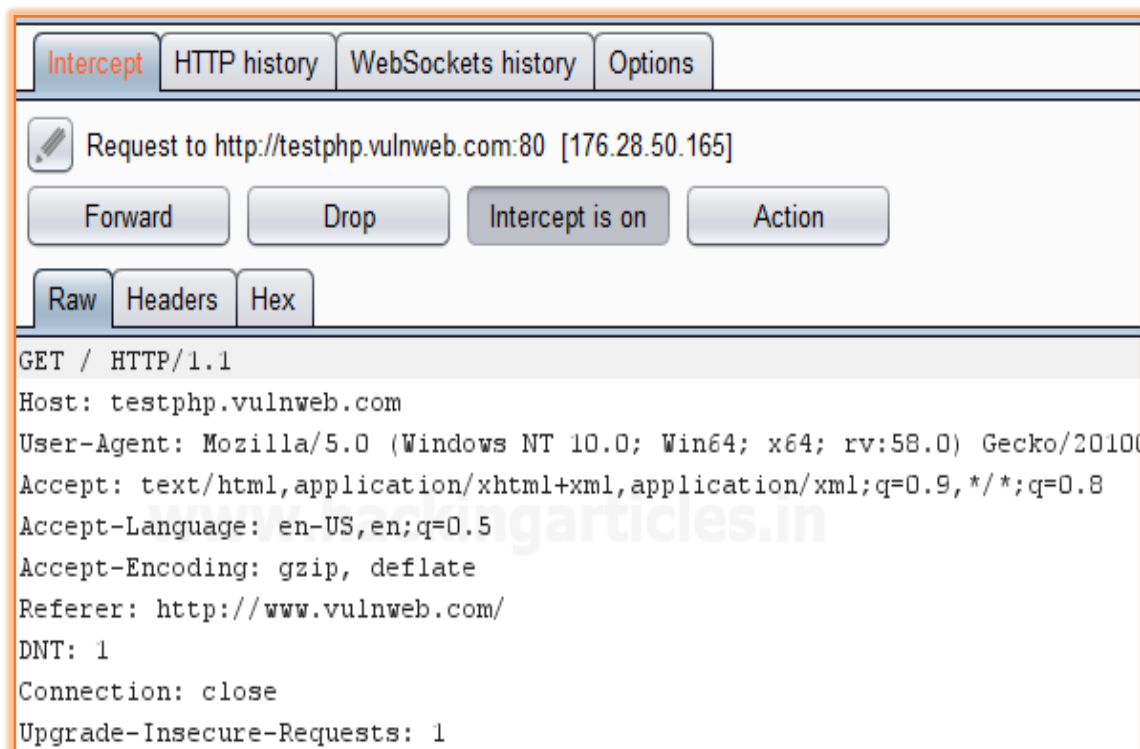 Intercept HTTP history WebSockets history Options
Request to http://testphp.vulnweb.com:80 [176.28.50.165]
Forward Drop Intercept is on Action
Raw Headers Hex
GET / HTTP/1.1
Host: testphp.vulnweb.com
User-Agent: Mozilla/5.0 (Windows NT 10.0; Win64; x64; rv:58.0) Gecko/20100
Accept: text/html,application/xhtml+xml,application/xml;q=0.9,*/*;q=0.8
Accept-Language: en-US,en;q=0.5
www.hackingarticles.in
Accept-Encoding: gzip, deflate
Referer: http://www.vulnweb.com/
DNT: 1
Connection: close
Upgrade-Insecure-Requests: 1